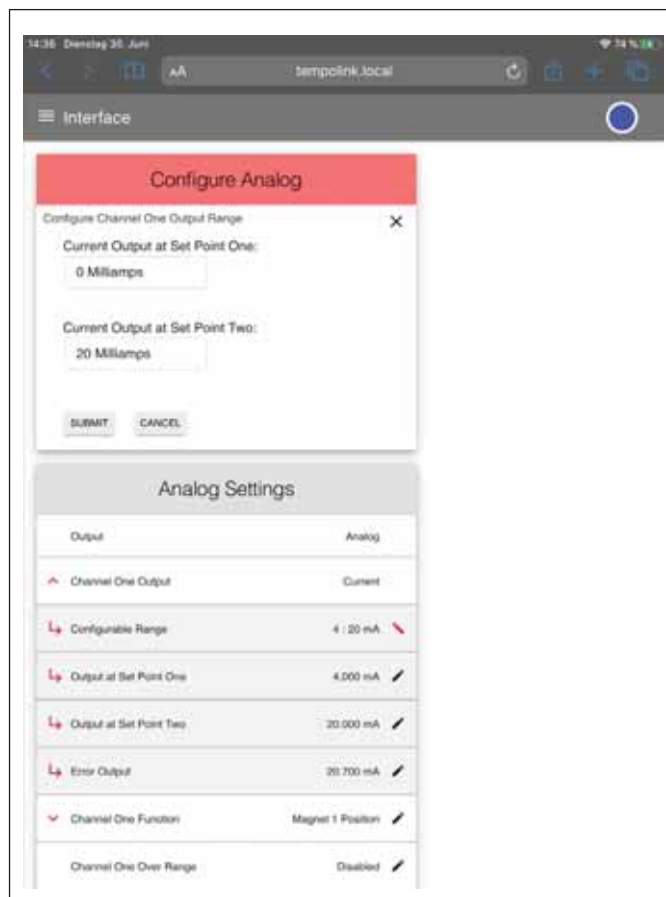 14:36 Dienstag 30. Juni
74 %
AA tempolink.local
Interface
Configure Analog
Configure Channel One Output Range
Current Output at Set Point One:
0 Milliamps
Current Output at Set Point Two:
20 Milliamps
SUBMIT CANCEL
Analog Settings
Output Analog
Channel One Output Current
Configurable Range 4 : 20 mA
Output at Set Point One 4.000 mA
Output at Set Point Two 20.000 mA
Error Output 20.700 mA
Channel One Function Magnet 1 Position
Channel One Over Range Disabled